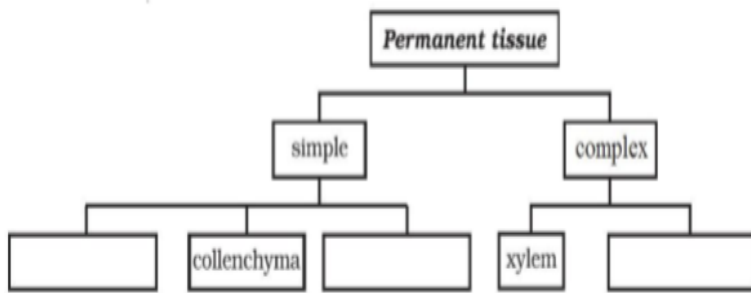 Permanent tissue
simple
complex
collenchyma
xylem